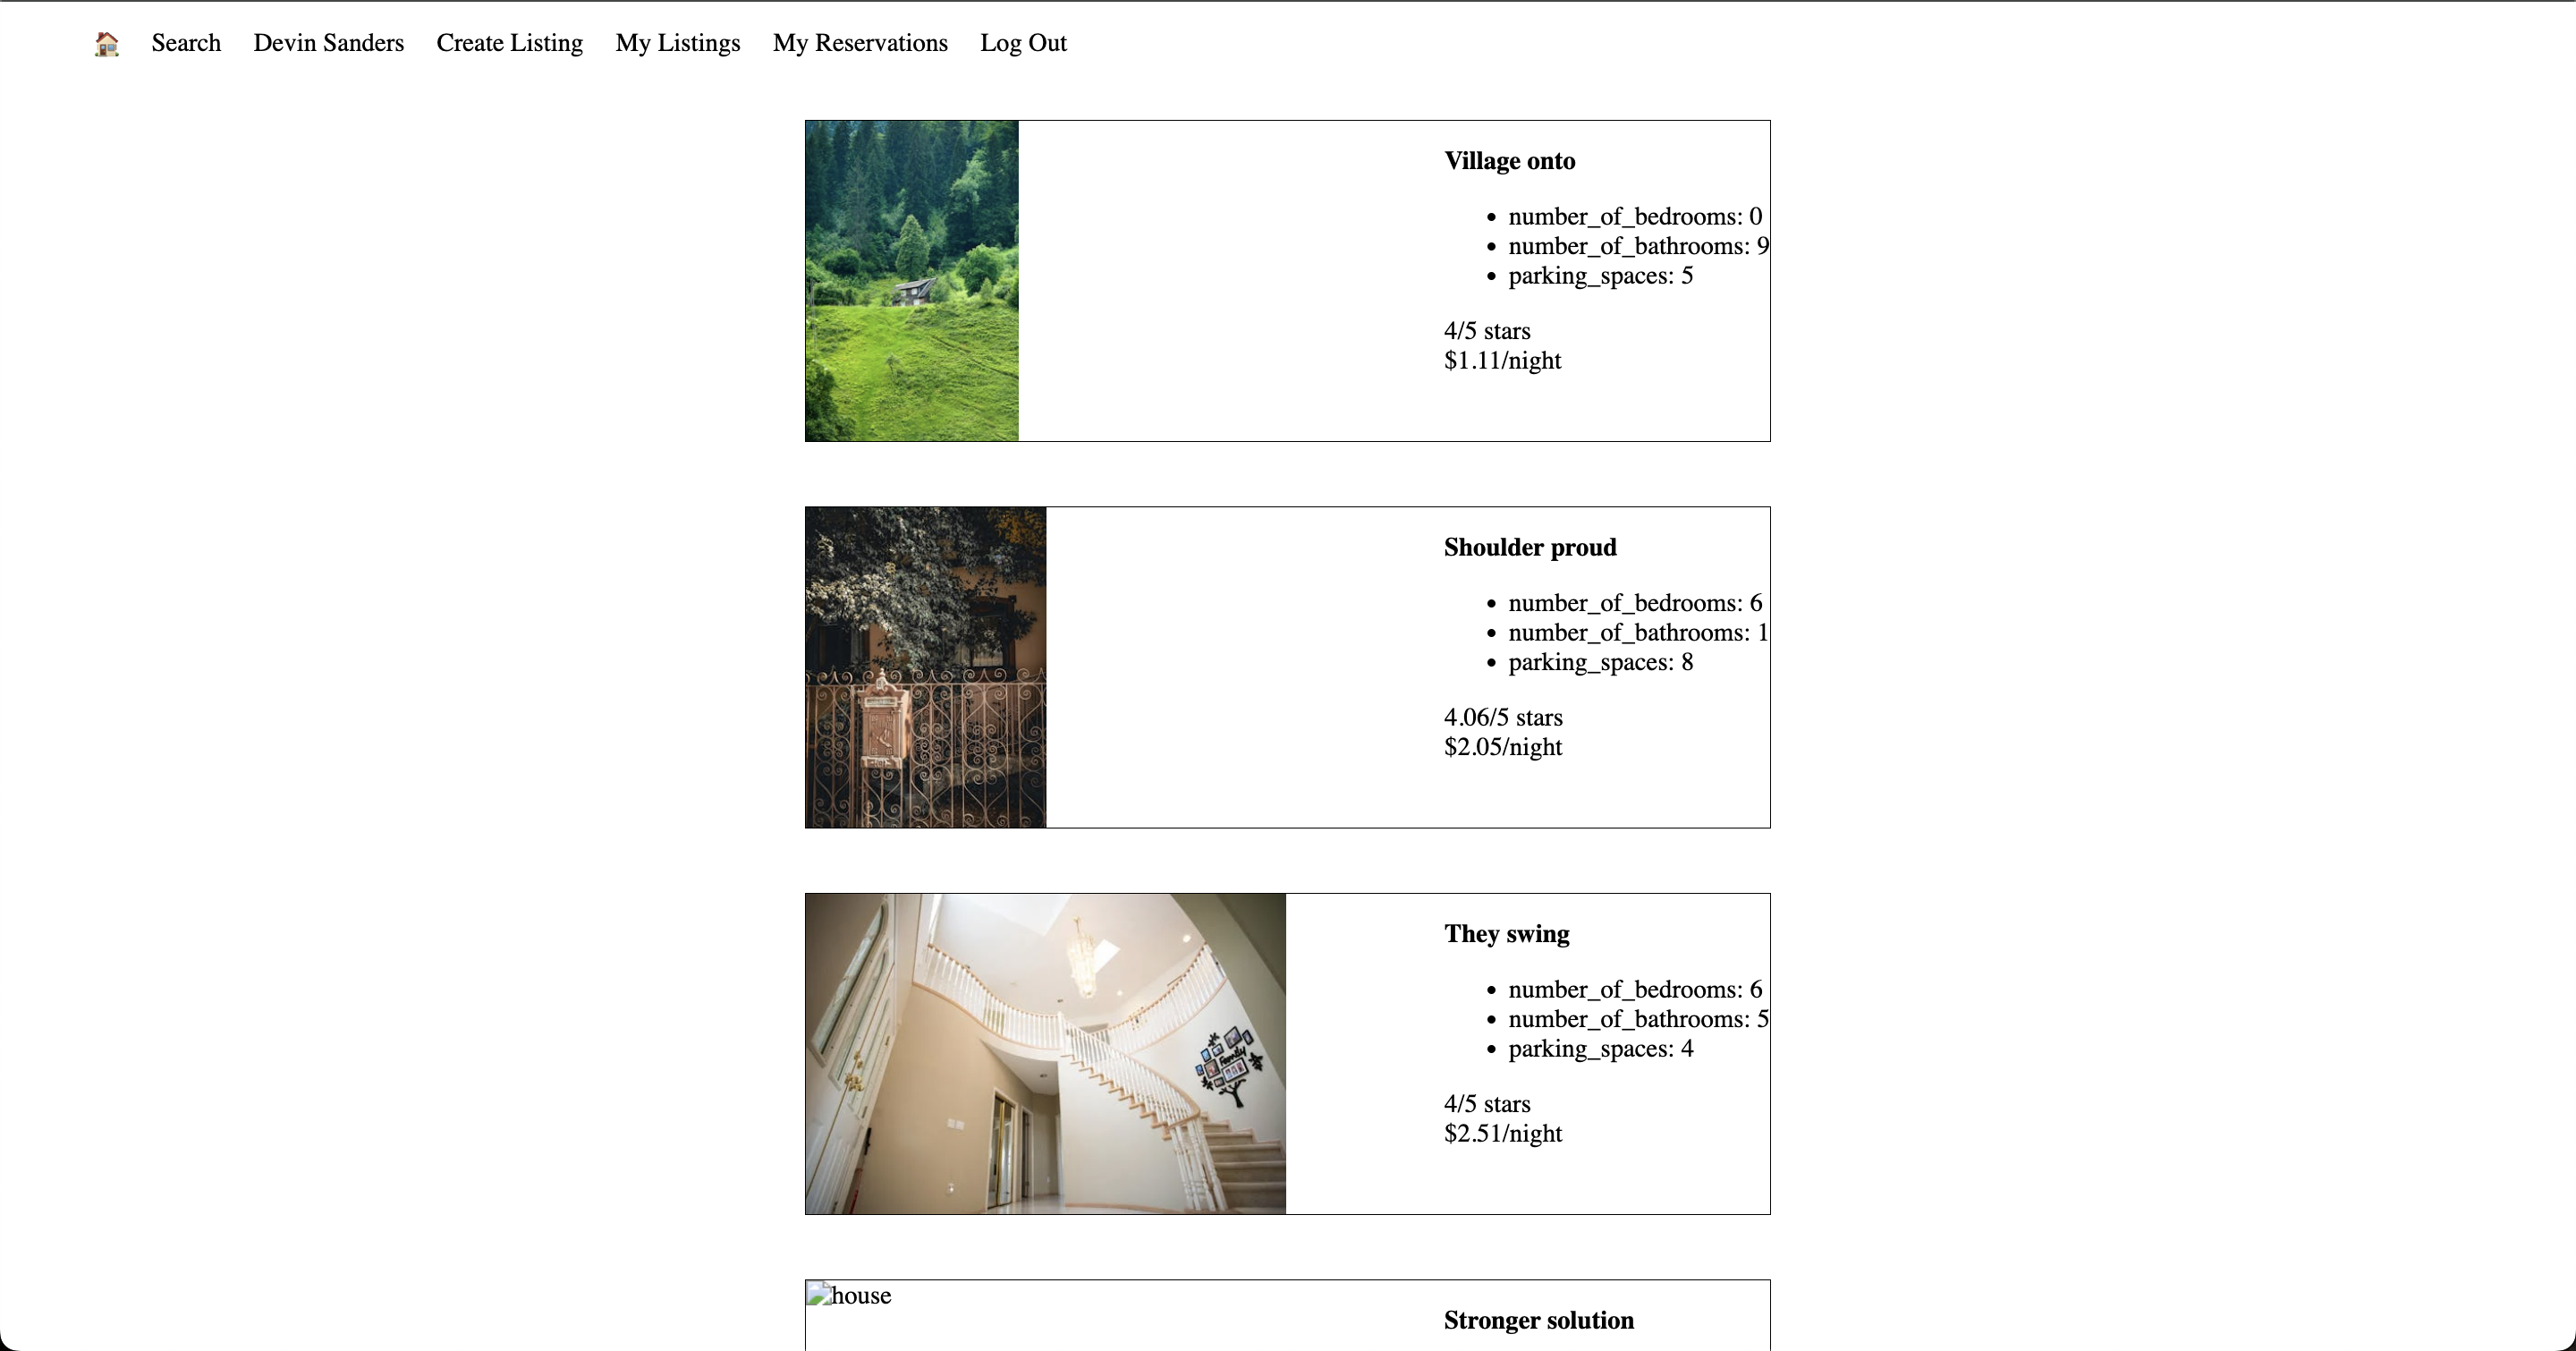 Search Devin Sanders Create Listing My Listings My Reservations Log Out
Village onto
number_of_bedrooms: 0
number_of_bathrooms: 9
parking_spaces: 5
4/5 stars
$1.11/night
Shoulder proud
number_of_bedrooms: 6
number_of_bathrooms: 1
parking_spaces: 8
4.06/5 stars
$2.05/night
They swing
number_of_bedrooms: 6
number_of_bathrooms: 5
parking_spaces: 4
4/5 stars
$2.51/night
Family
house
Stronger solution